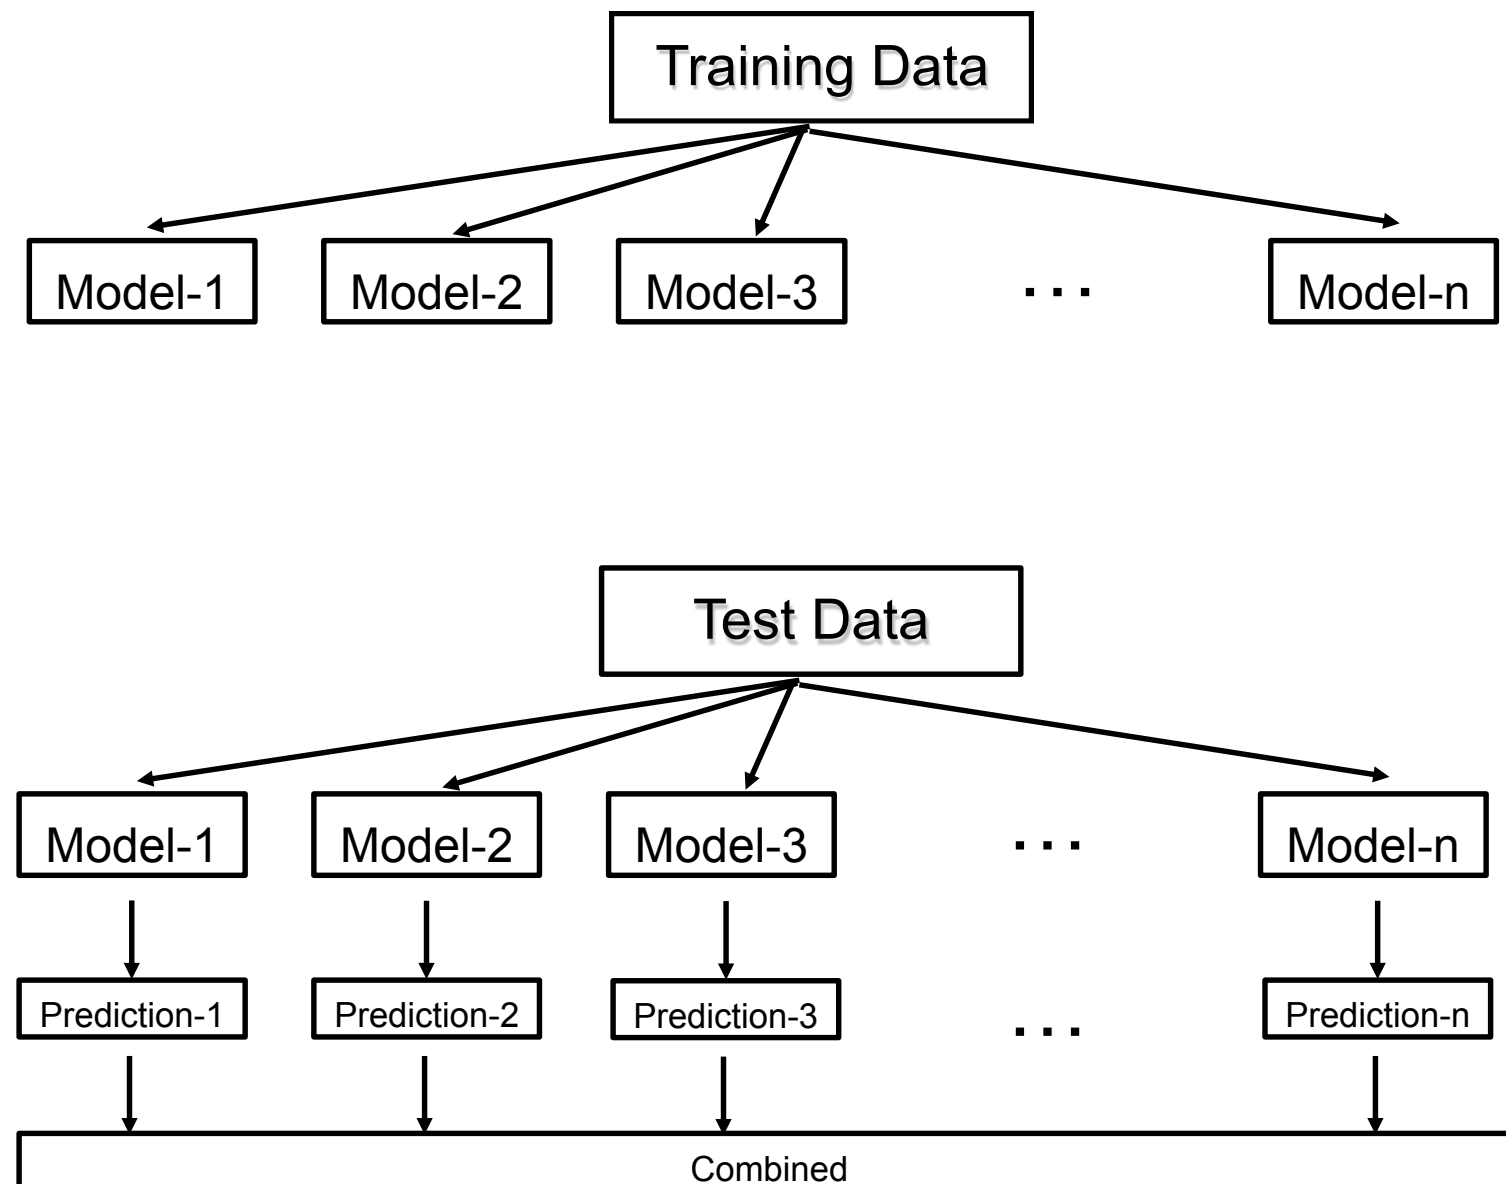 Training Data
Model-1 Model-2 Model-3 ... Model-n
Test Data
Model-1 Model-2 Model-3 ... Model-n
Prediction-1 Prediction-2 Prediction-3 ... Prediction-n
Combined